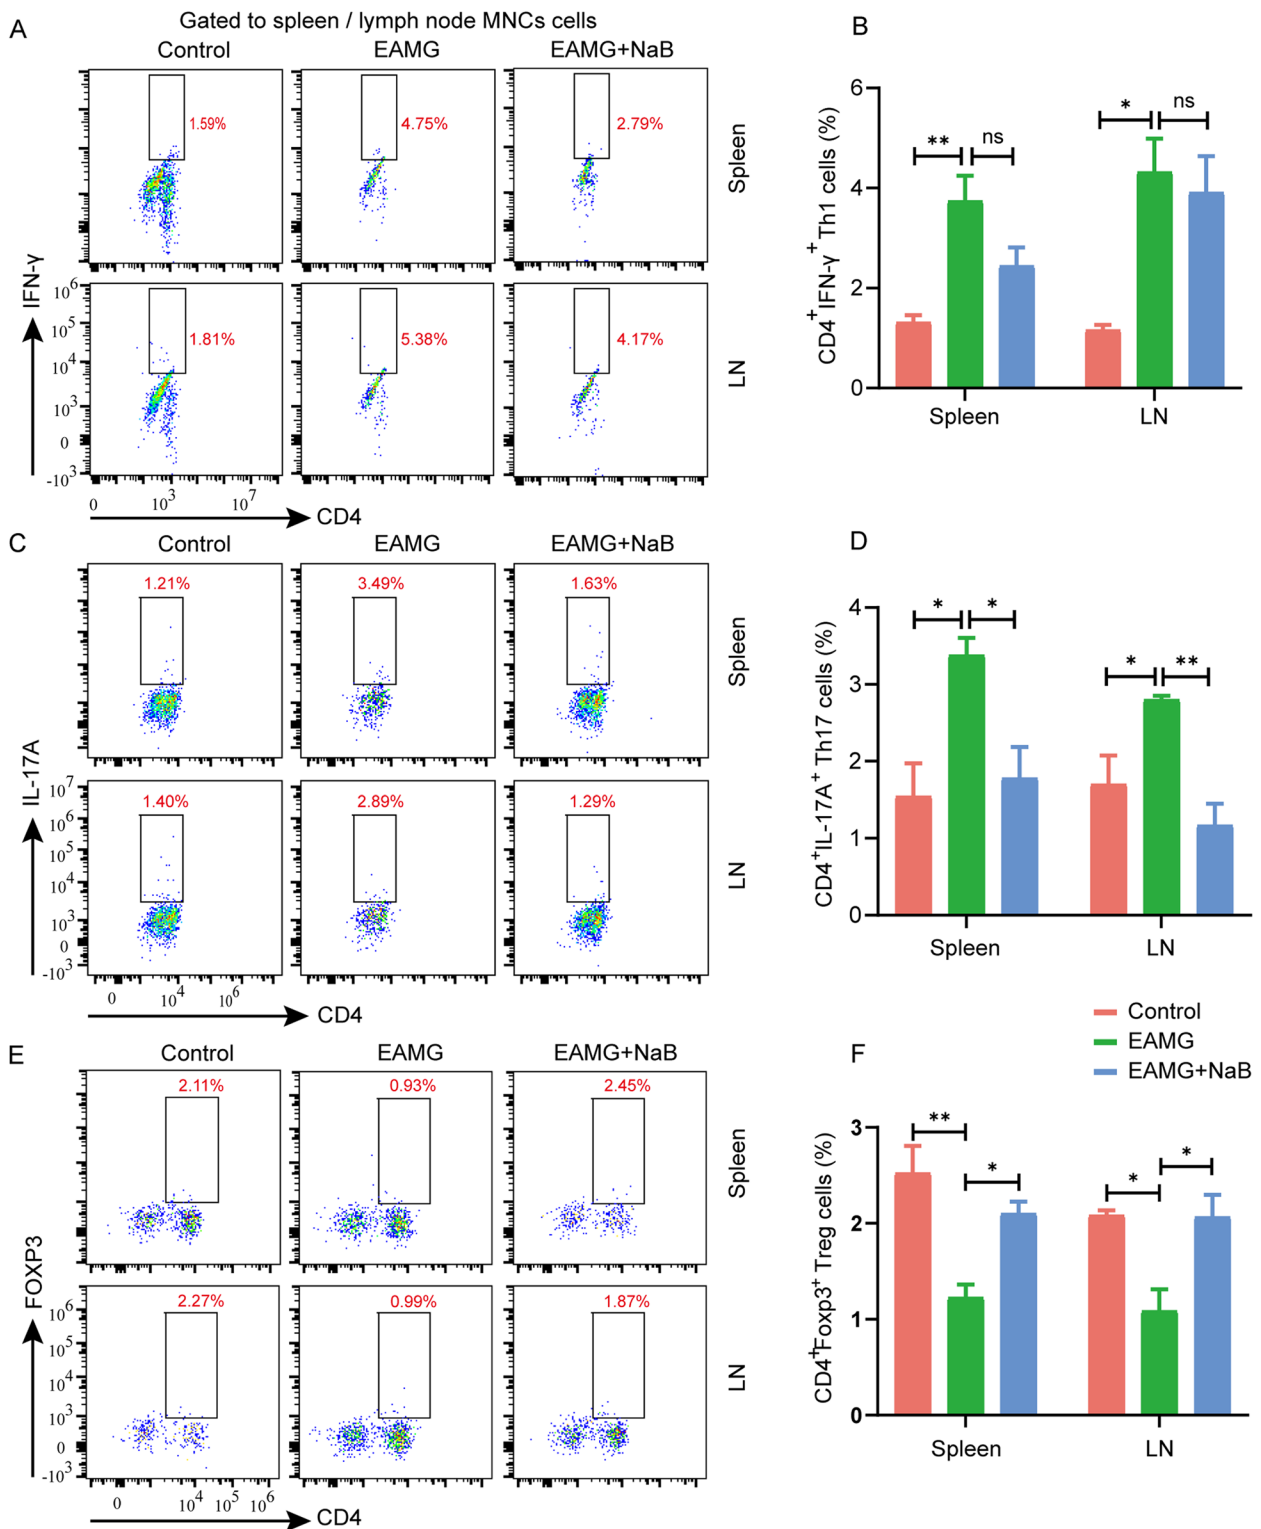 A
Gated to spleen / lymph node MNCs cells
Control EAMG EAMG+NaB
1.59% 4.75% 2.79%
Spleen
1.81% 5.38% 4.17%
LN
IFN-γ
10^6
10^5
10^4
10^3
0
-10^3
0 10^3 10^7
CD4
B
CD4+IFN-γ+Th1 cells (%)
6
4
2
0
** ns * ns
Spleen LN
C
Control EAMG EAMG+NaB
1.21% 3.49% 1.63%
Spleen
1.40% 2.89% 1.29%
LN
IL-17A
10^7
10^6
10^5
10^4
10^3
0
-10^3
0 10^4 10^6
CD4
D
CD4+IL-17A+ Th17 cells (%)
4
3
2
1
0
* * * **
Spleen LN
Control
EAMG
EAMG+NaB
E
Control EAMG EAMG+NaB
2.11% 0.93% 2.45%
Spleen
2.27% 0.99% 1.87%
LN
FOXP3
10^6
10^5
10^4
10^3
0
-10^3
0 10^4 10^5 10^6
CD4
F
CD4+Foxp3+ Treg cells (%)
3
2
1
0
** * * *
Spleen LN